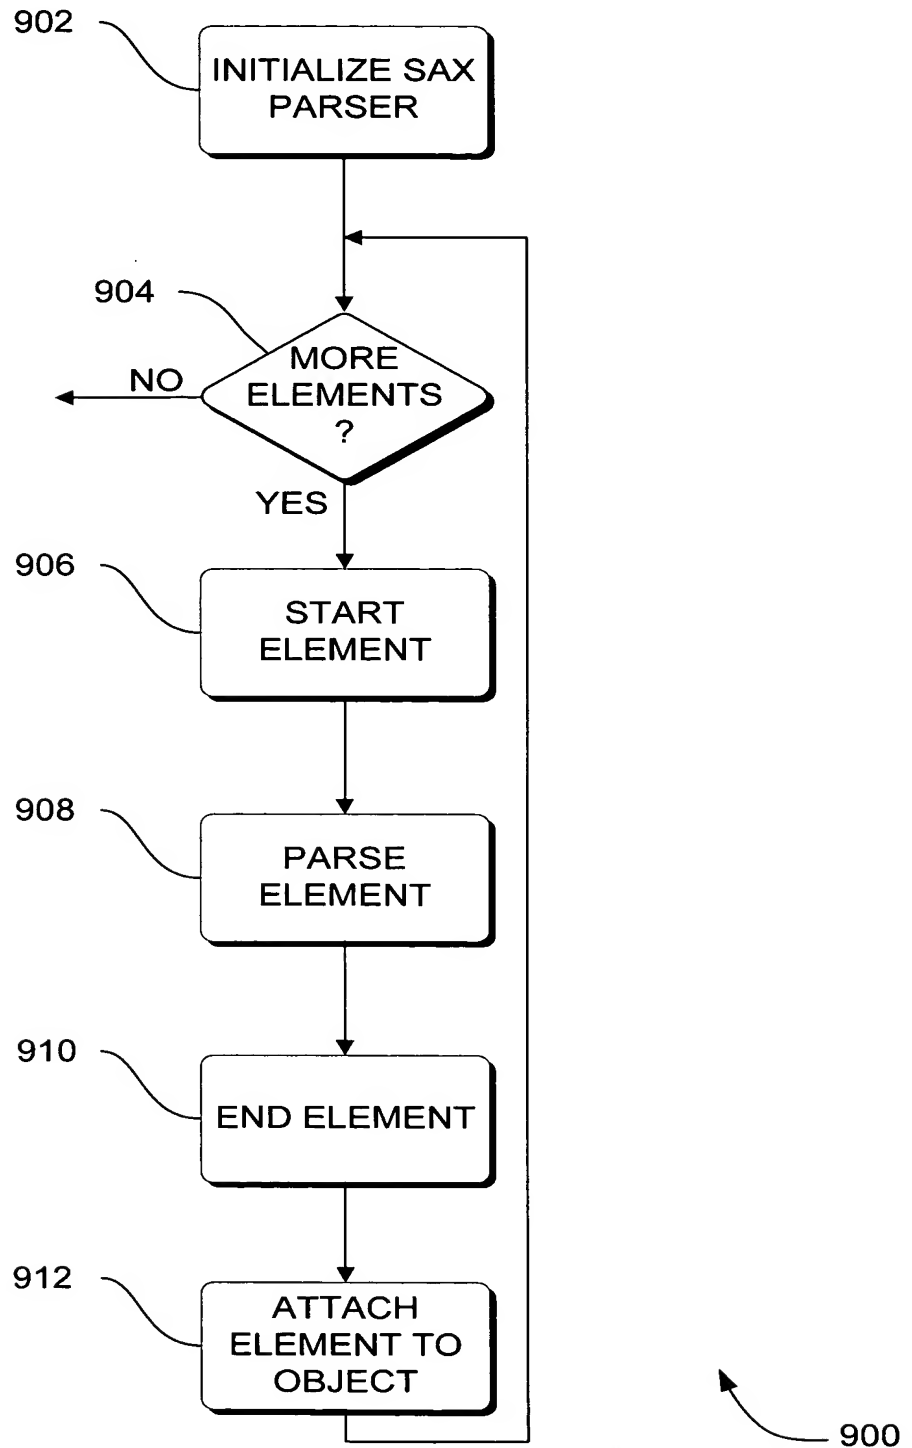 902
INITIALIZE SAX
PARSER
904
MORE
ELEMENTS
?
NO
YES
906
START
ELEMENT
908
PARSE
ELEMENT
910
END ELEMENT
912
ATTACH
ELEMENT TO
OBJECT
900